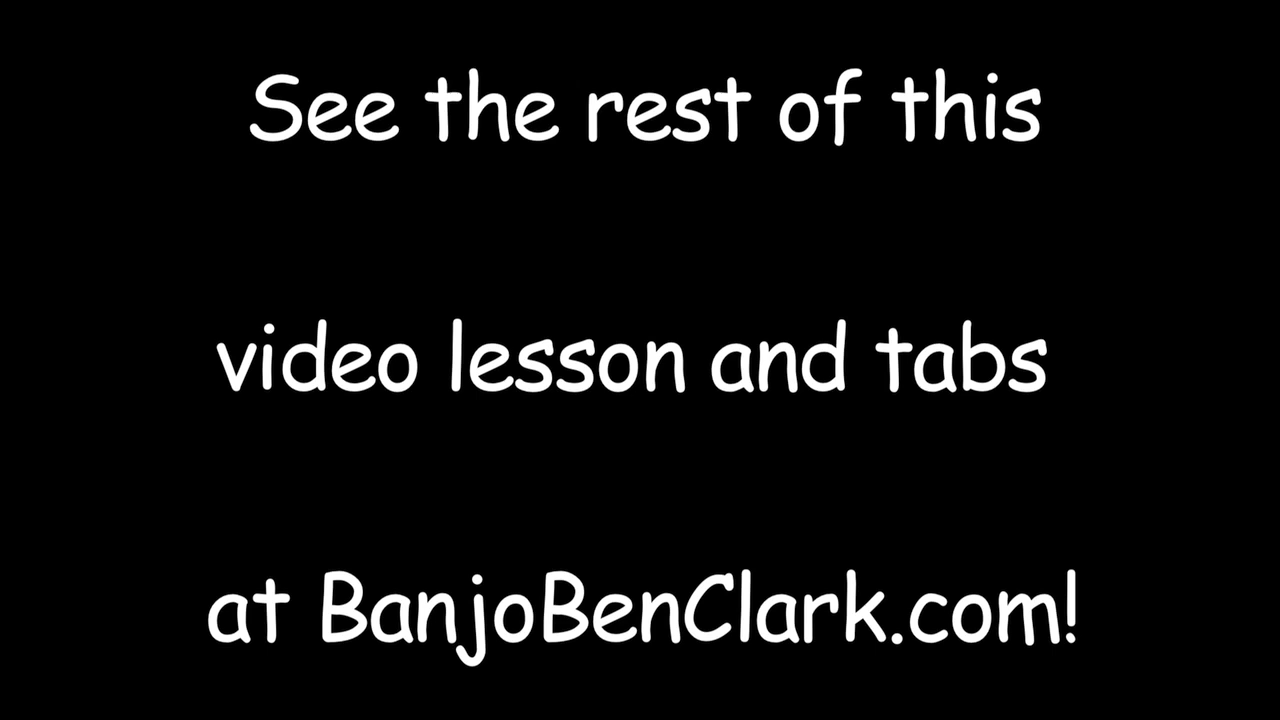 See the rest of this
video lesson and tabs
at BanjoBenClark.com!